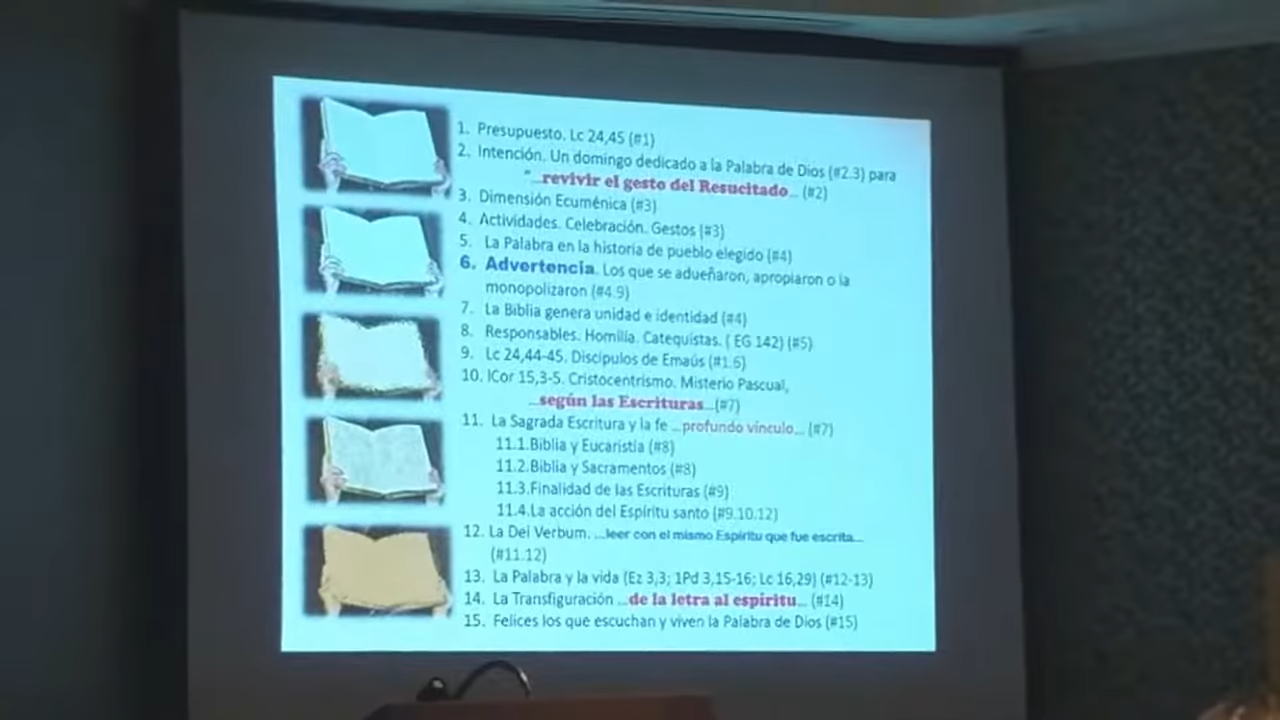 1. Presupuesto. Lc 24,45 (#1)
2. Intención. Un domingo dedicado a la Palabra de Dios (#2.3) para
"...revivir el gesto del Resucitado... (#2)
3. Dimensión Ecuménica (#3)
4. Actividades. Celebración. Gestos (#3)
5. La Palabra en la historia de pueblo elegido (#4)
6. Advertencia. Los que se adueñaron, apropiaron o la
monopolizaron (#4.9)
7. La Biblia genera unidad e identidad (#4)
8. Responsables. Homilía. Catequistas. ( EG 142) (#5)
9. Lc 24,44-45. Discípulos de Emaús (#1.6)
10. ICor 15,3-5. Cristocentrismo. Misterio Pascual,
...según las Escrituras...(#7)
11. La Sagrada Escritura y la fe ...profundo vínculo... (#7)
11.1.Biblia y Eucaristía (#8)
11.2.Biblia y Sacramentos (#8)
11.3.Finalidad de las Escrituras (#9)
11.4.La acción del Espíritu santo (#9.10.12)
12. La Dei Verbum. ...leer con el mismo Espíritu que fue escrita...
(#11.12)
13. La Palabra y la vida (Ez 3,3; 1Pd 3,15-16; Lc 16,29) (#12-13)
14. La Transfiguración ...de la letra al espíritu... (#14)
15. Felices los que escuchan y viven la Palabra de Dios (#15)